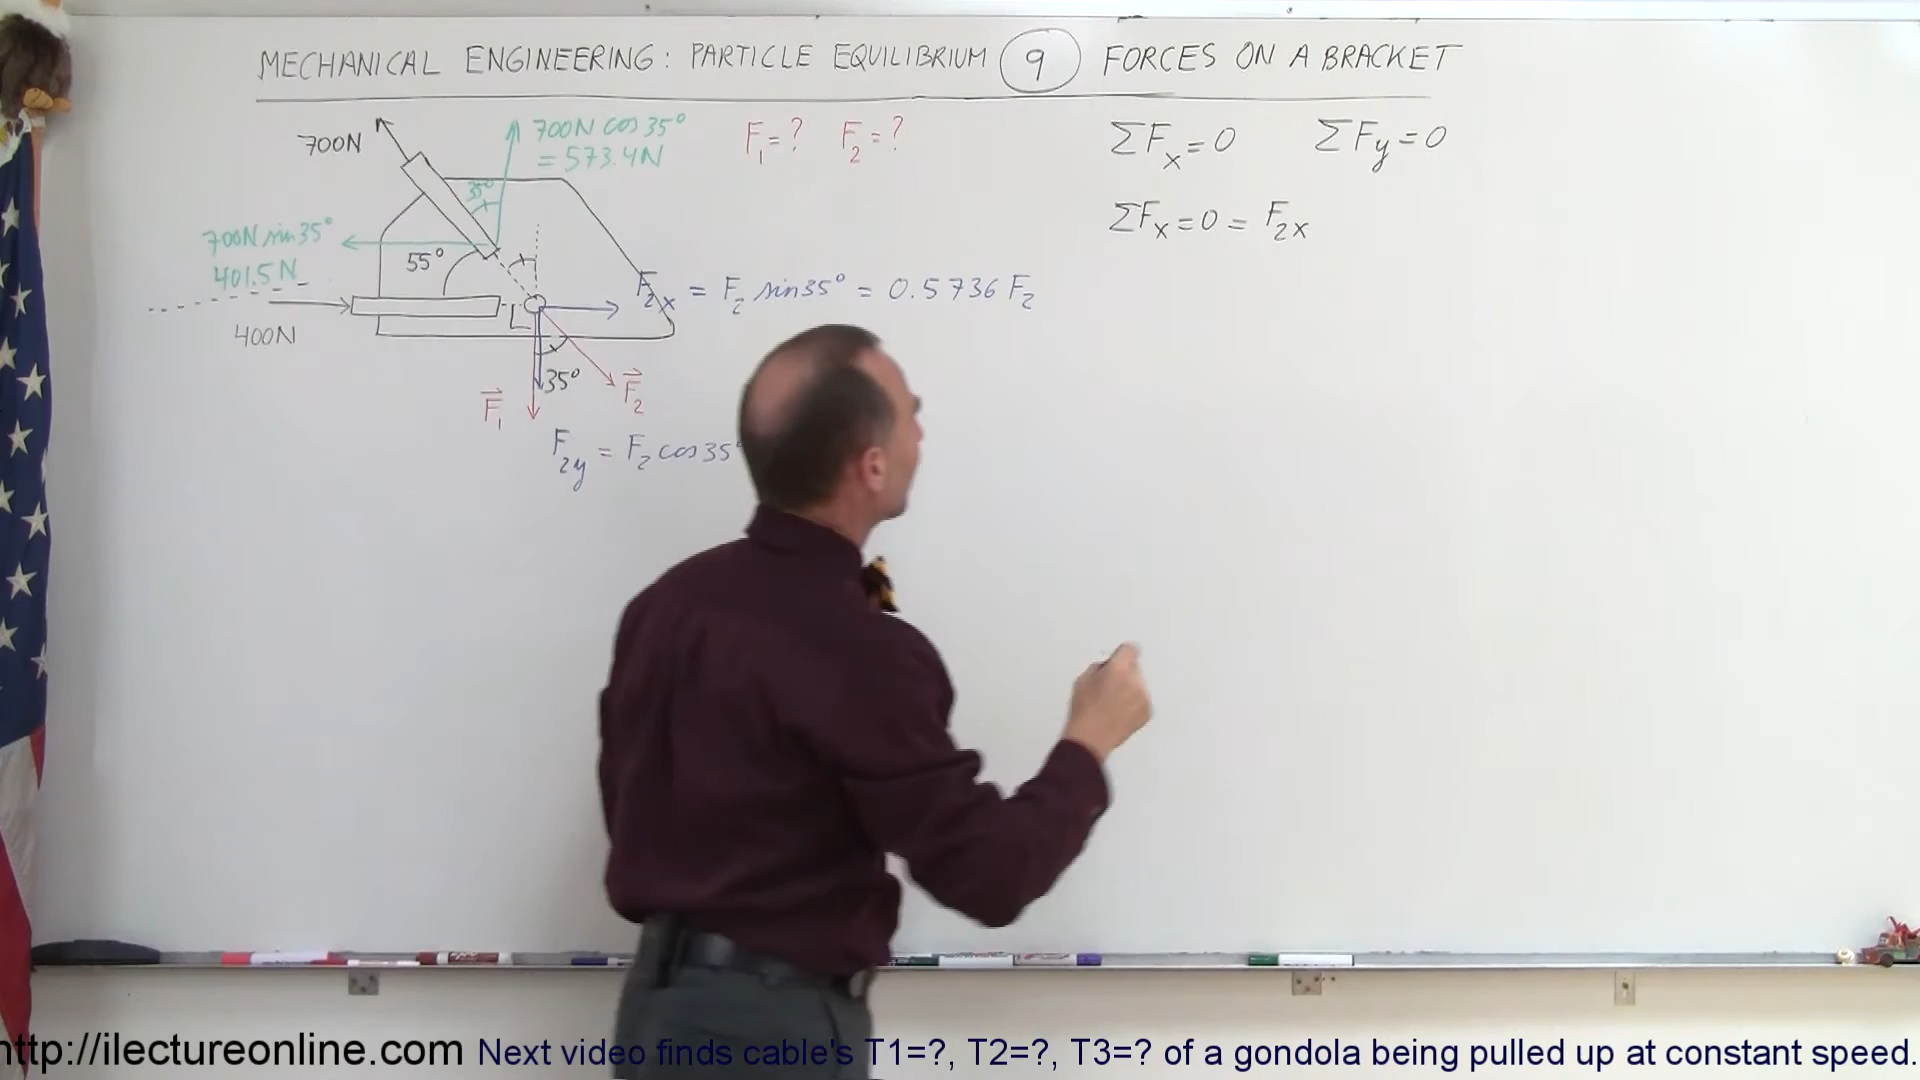 MECHANICAL ENGINEERING: PARTICLE EQUILIBRIUM 9 FORCES ON A BRACKET
700N
700N cos 35°
= 573.4N
F1 = ? F2 = ?
ΣFx = 0 ΣFy = 0
35°
ΣFx = 0 = F2x
700N sin 35°
401.5N
55°
F2x = F2 sin 35° = 0.5736 F2
400N
35°
F1
F2
F2y = F2 cos 35°
http://ilectureonline.com Next video finds cable's T1=?, T2=?, T3=? of a gondola being pulled up at constant speed.